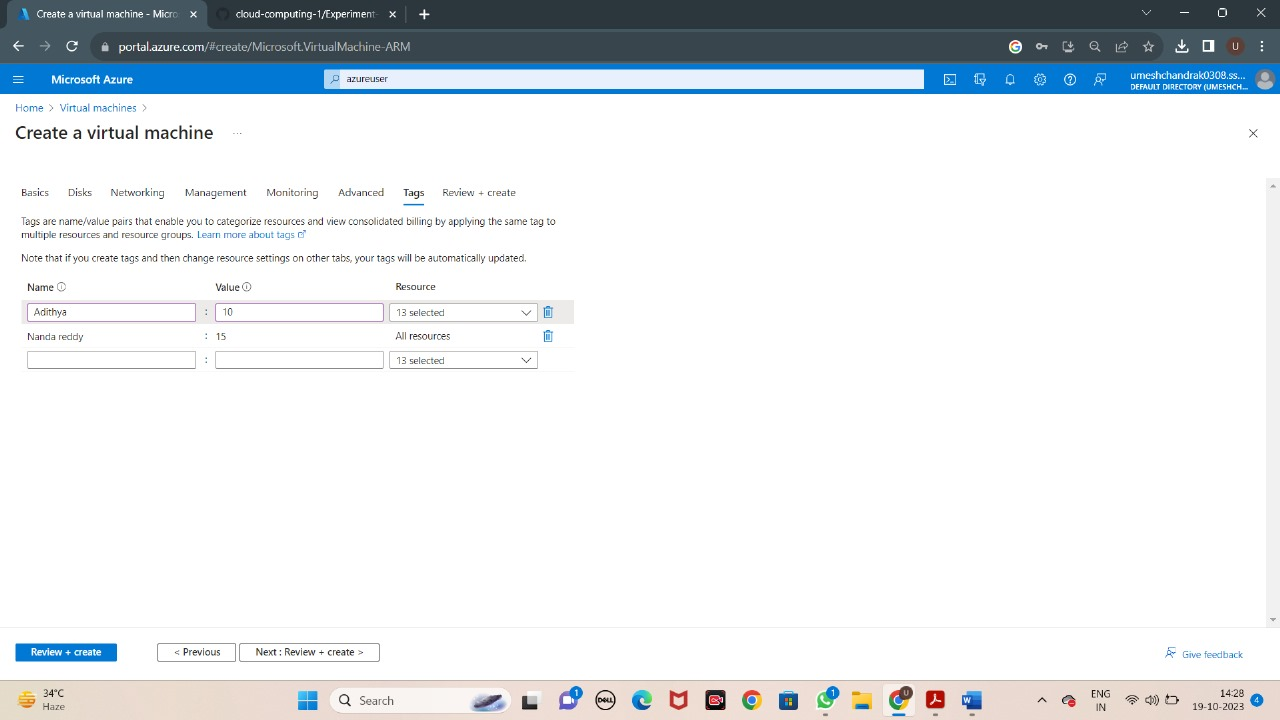 Create a virtual machine - Micro
cloud-computing-1/Experiment-
portal.azure.com/#create/Microsoft.VirtualMachine-ARM
U
Microsoft Azure
azureuser
umeshchandrak0308.ss...
DEFAULT DIRECTORY (UMESHCH...
Home > Virtual machines >
Create a virtual machine ...
Basics Disks Networking Management Monitoring Advanced Tags Review + create
Tags are name/value pairs that enable you to categorize resources and view consolidated billing by applying the same tag to
multiple resources and resource groups. Learn more about tags
Note that if you create tags and then change resource settings on other tabs, your tags will be automatically updated.
Name Value Resource
Adithya : 10 13 selected
Nanda reddy : 15 All resources
: 13 selected
Review + create < Previous Next : Review + create > Give feedback
34°C
Haze
Search
1
DELL
1
U
ENG
IN
14:28
19-10-2023
4